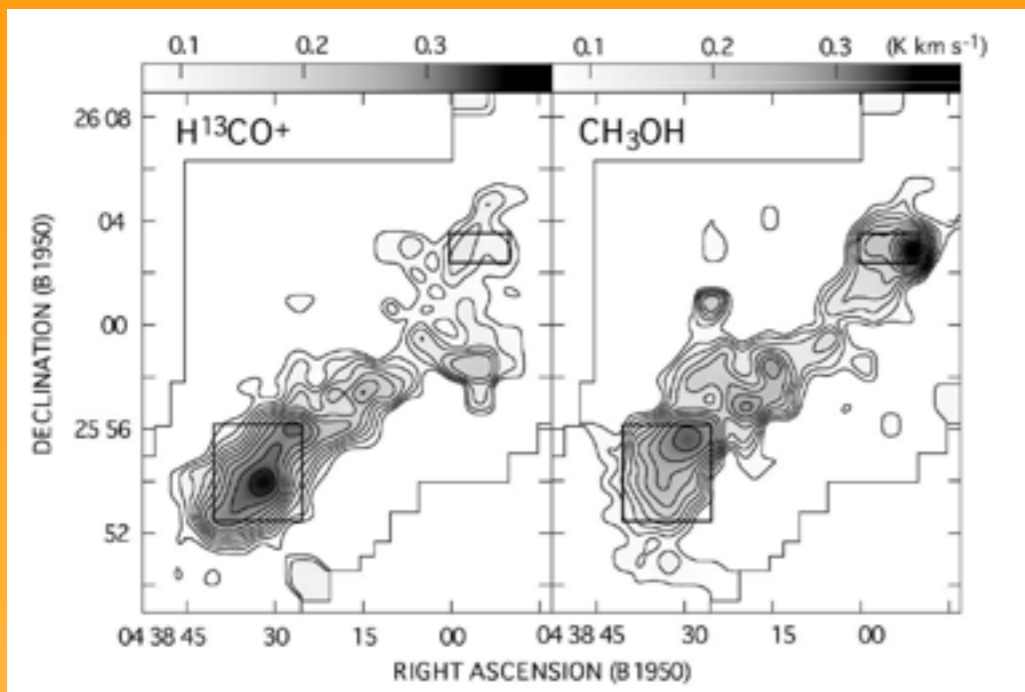 0.1 0.2 0.3 0.1 0.2 0.3 (K km s⁻¹)
H¹³CO+ CH₃OH
26 08
04
00
25 56
52
DECLINATION (B1950)
04 38 45 30 15 00 04 38 45 30 15 00
RIGHT ASCENSION (B1950)